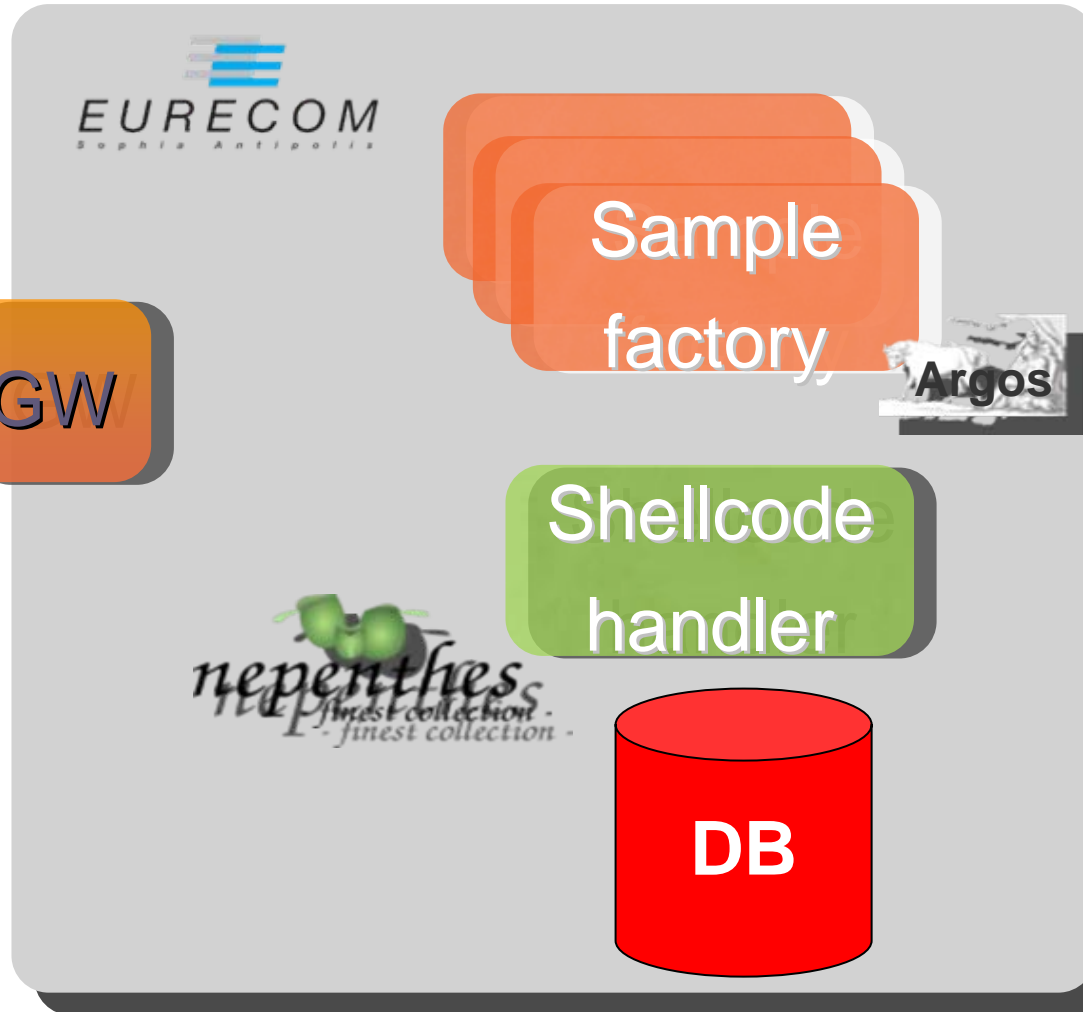 EURECOM
Sophia Antipolis
Sample
factory
Argos
GW
Shellcode
handler
nepenthes
- finest collection -
DB